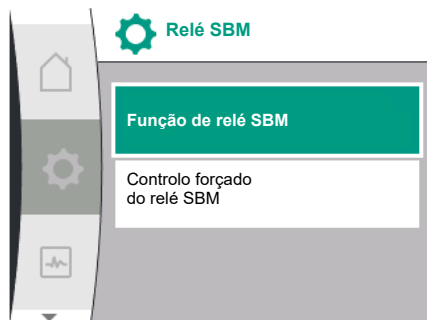 Relé SBM
Função de relé SBM
Controlo forçado
do relé SBM